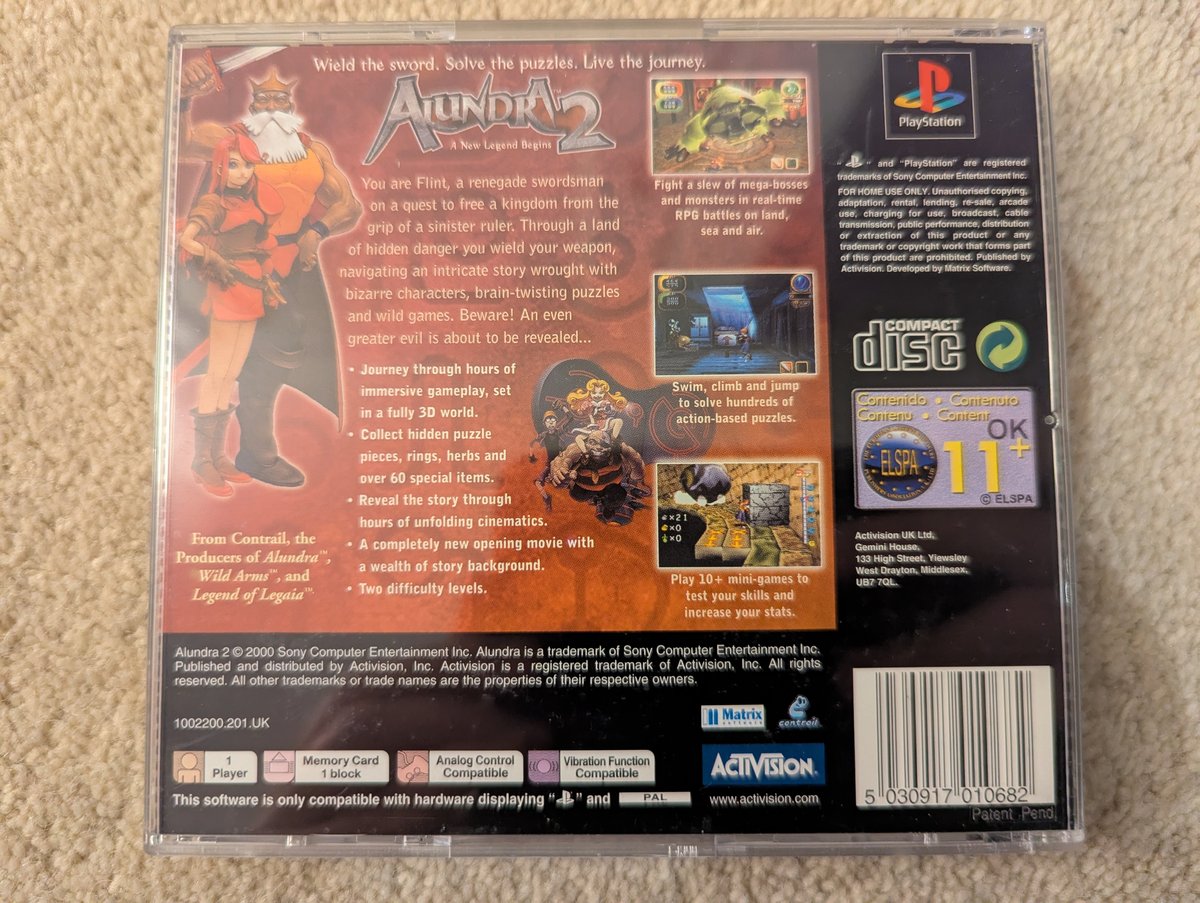 Wield the sword. Solve the puzzles. Live the journey.
ALUNDRA 2
A New Legend Begins
You are Flint, a renegade swordsman
on a quest to free a kingdom from the
grip of a sinister ruler. Through a land
of hidden danger you wield your weapon,
navigating an intricate story wrought with
bizarre characters, brain-twisting puzzles
and wild games. Beware! An even
greater evil is about to be revealed...
• Journey through hours of
immersive gameplay, set
in a fully 3D world.
• Collect hidden puzzle
pieces, rings, herbs and
over 60 special items.
• Reveal the story through
hours of unfolding cinematics.
• A completely new opening movie with
a wealth of story background.
• Two difficulty levels.
From Contrail, the
Producers of Alundra™,
Wild Arms™, and
Legend of Legaia™.
Fight a slew of mega-bosses
and monsters in real-time
RPG battles on land,
sea and air.
Swim, climb and jump
to solve hundreds of
action-based puzzles.
×21
×0
×0
Play 10+ mini-games to
test your skills and
increase your stats.
PlayStation
" " and "PlayStation" are registered
trademarks of Sony Computer Entertainment Inc.
FOR HOME USE ONLY. Unauthorised copying,
adaptation, rental, lending, re-sale, arcade
use, charging for use, broadcast, cable
transmission, public performance, distribution
or extraction of this product or any
trademark or copyright work that forms part
of this product are prohibited. Published by
Activision. Developed by Matrix Software.
COMPACT
disc
Contenido • Contenuto
Contenu • Content
OK
ELSPA
11+
© ELSPA
Activision UK Ltd,
Gemini House,
133 High Street, Yiewsley
West Drayton, Middlesex.
UB7 7QL.
Alundra 2 © 2000 Sony Computer Entertainment Inc. Alundra is a trademark of Sony Computer Entertainment Inc.
Published and distributed by Activision, Inc. Activision is a registered trademark of Activision, Inc. All rights
reserved. All other trademarks or trade names are the properties of their respective owners.
1002200.201.UK
Matrix
software
contrail
1
Player
Memory Card
1 block
Analog Control
Compatible
Vibration Function
Compatible
ACTIVISION.
This software is only compatible with hardware displaying " " and PAL
www.activision.com
5 030917 010682
Patent Pend